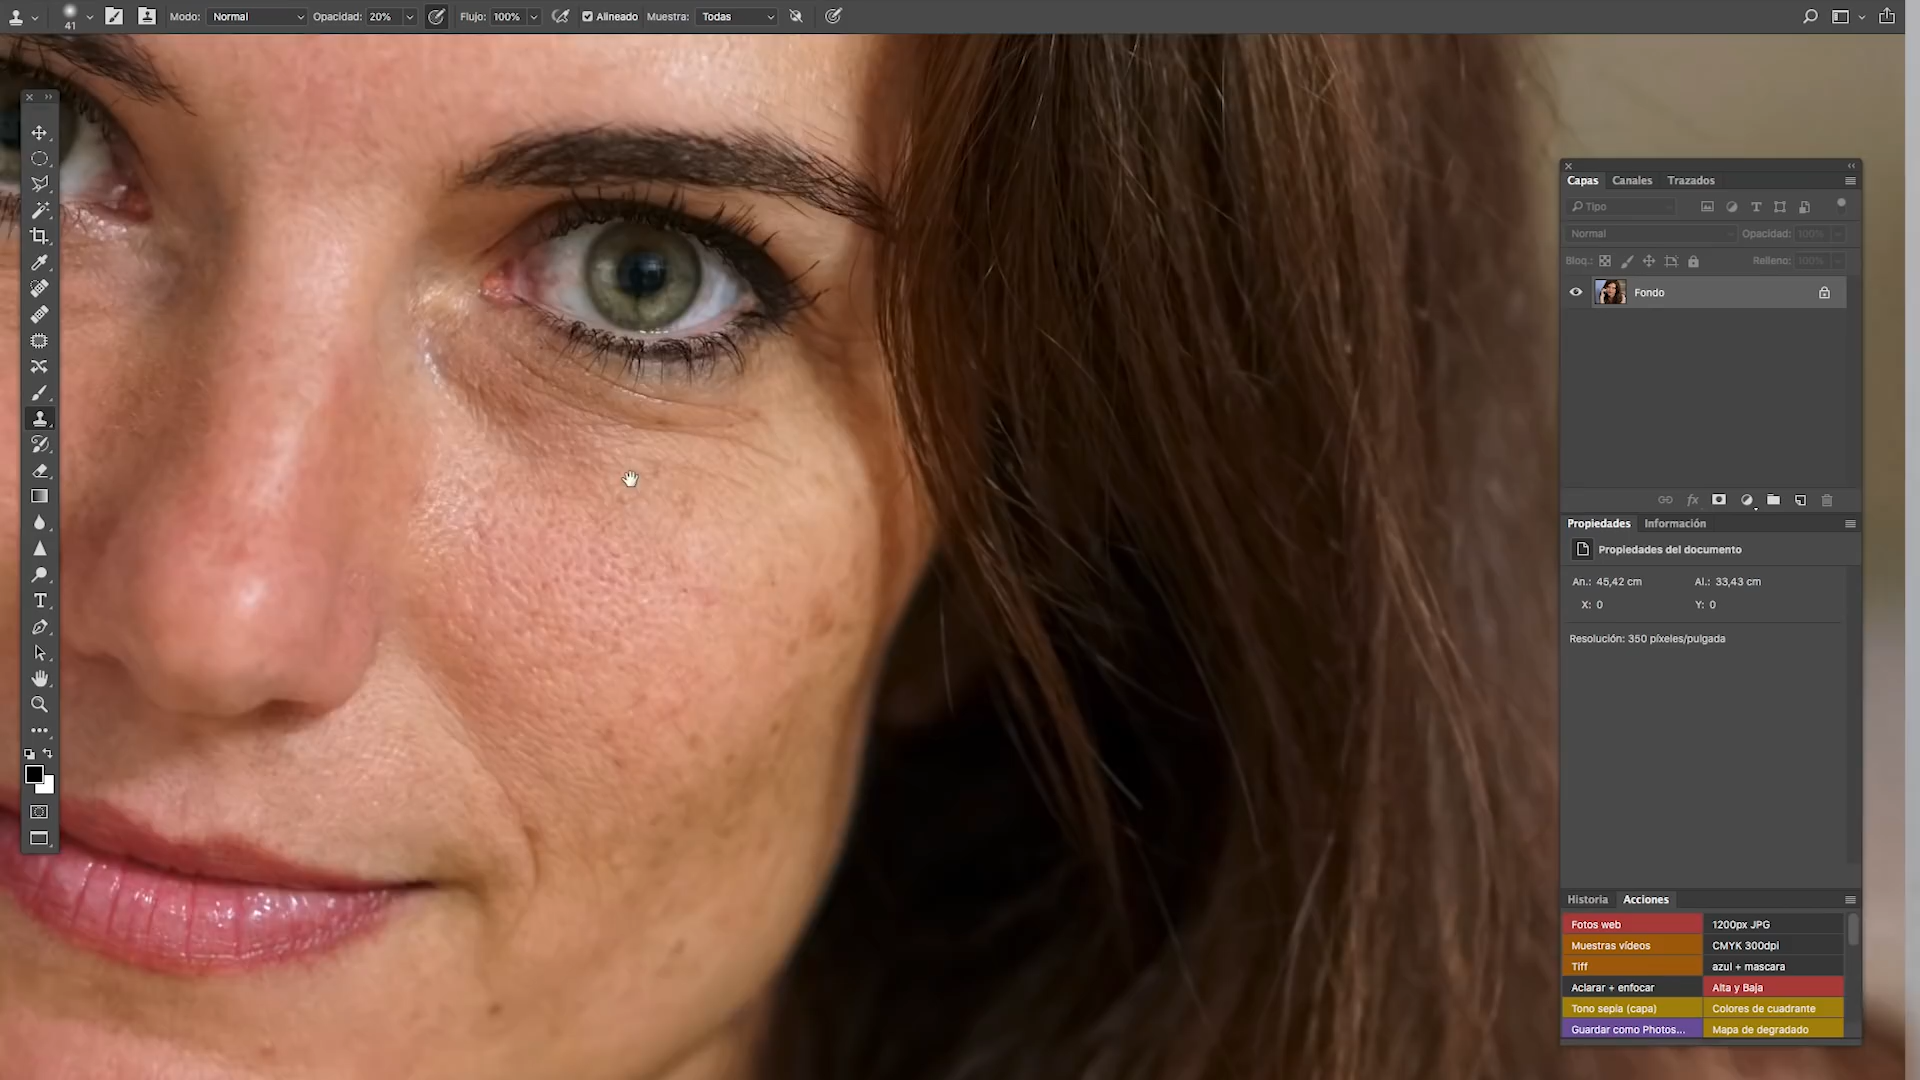 Modo: Normal Opacidad: 20% Flujo: 100% Alineado Muestra: Todas
41
Capas Canales Trazados
Tipo
Normal Opacidad: 100%
Bloq.: Relleno: 100%
Fondo
fx
Propiedades Información
Propiedades del documento
An.: 45,42 cm Al.: 33,43 cm
X: 0 Y: 0
Resolución: 350 píxeles/pulgada
Historia Acciones
Fotos web 1200px JPG
Muestras vídeos CMYK 300dpi
Tiff azul + mascara
Aclarar + enfocar Alta y Baja
Tono sepia (capa) Colores de cuadrante
Guardar como Photos... Mapa de degradado